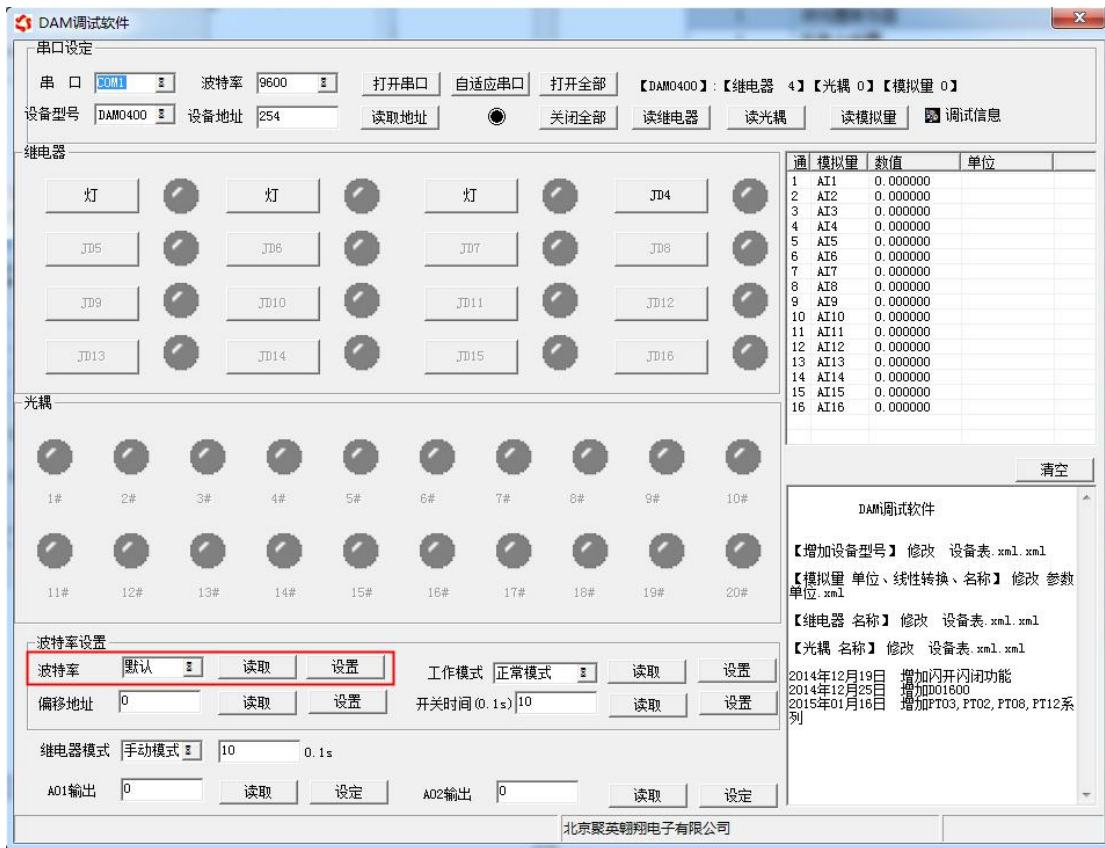 DAM调试软件
串口设定
串 口 COM1 波特率 9600 打开串口 自适应串口 打开全部 【DAM0400】:【继电器 4】【光耦 0】【模拟量 0】
设备型号 DAM0400 设备地址 254 读取地址 关闭全部 读继电器 读光耦 读模拟量 调试信息
继电器
灯 灯 灯 JD4
JD5 JD6 JD7 JD8
JD9 JD10 JD11 JD12
JD13 JD14 JD15 JD16
通 模拟量 数值 单位
1 AI1 0.000000
2 AI2 0.000000
3 AI3 0.000000
4 AI4 0.000000
5 AI5 0.000000
6 AI6 0.000000
7 AI7 0.000000
8 AI8 0.000000
9 AI9 0.000000
10 AI10 0.000000
11 AI11 0.000000
12 AI12 0.000000
13 AI13 0.000000
14 AI14 0.000000
15 AI15 0.000000
16 AI16 0.000000
光耦
1# 2# 3# 4# 5# 6# 7# 8# 9# 10#
11# 12# 13# 14# 15# 16# 17# 18# 19# 20#
清空
DAM调试软件
【增加设备型号】 修改 设备表.xml.xml
【模拟量 单位、线性转换、名称】 修改 参数
单位.xml
【继电器 名称】 修改 设备表.xml.xml
【光耦 名称】 修改 设备表.xml.xml
2014年12月19日 增加闪开闪闭功能
2014年12月25日 增加DO1600
2015年01月16日 增加PT03,PT02,PT08,PT12系
列
波特率设置
波特率 默认 读取 设置 工作模式 正常模式 读取 设置
偏移地址 0 读取 设置 开关时间(0.1s) 10 读取 设置
继电器模式 手动模式 10 0.1s
AO1输出 0 读取 设定 AO2输出 0 读取 设定
北京聚英翱翔电子有限公司